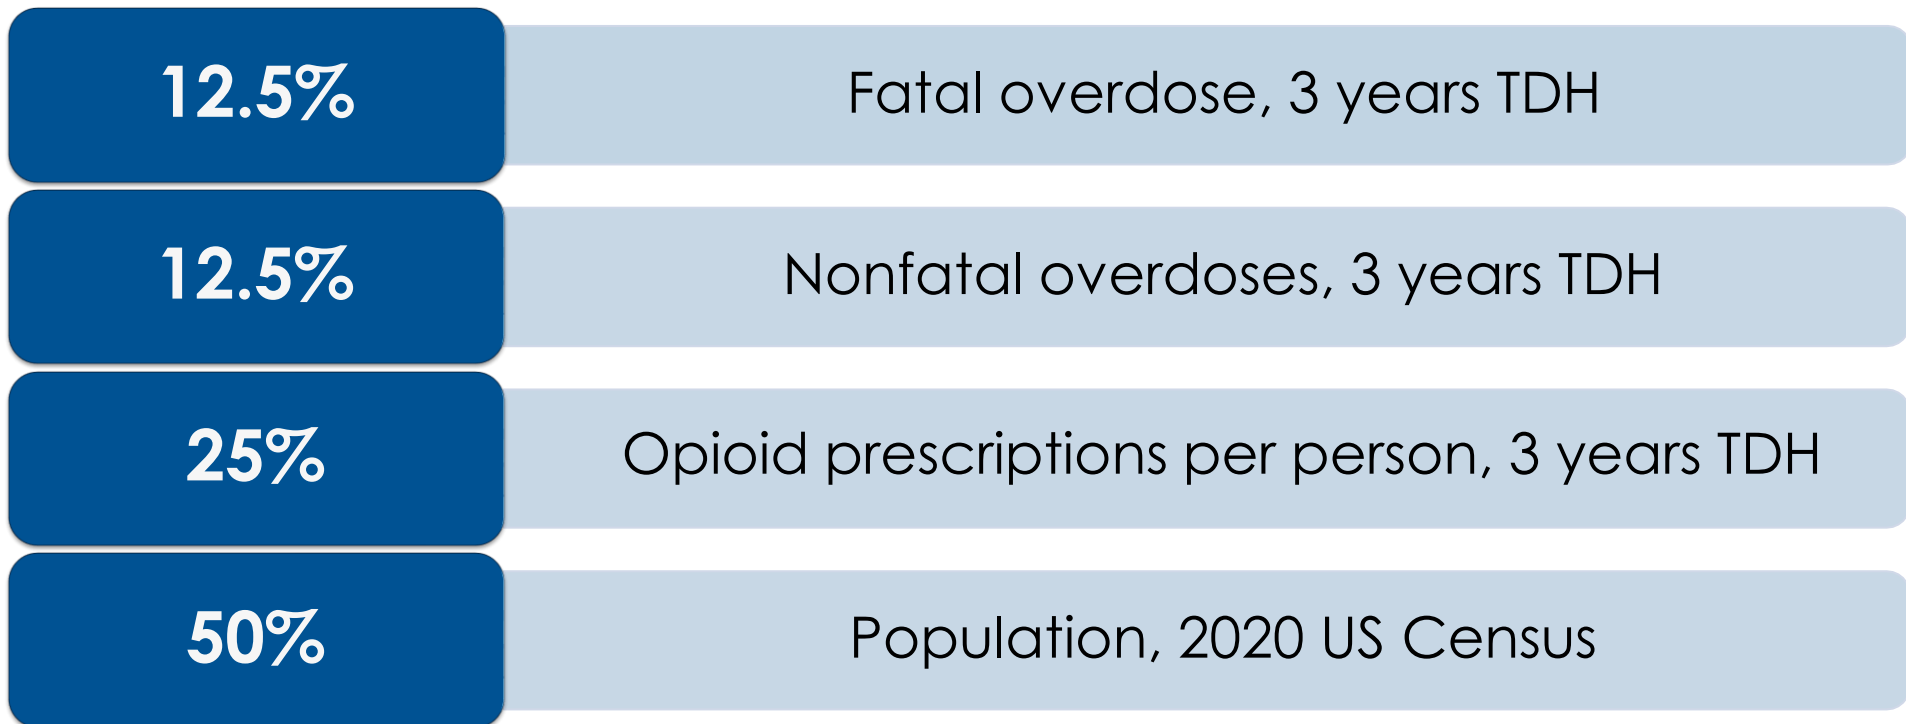 12.5%
Fatal overdose, 3 years TDH
12.5%
Nonfatal overdoses, 3 years TDH
25%
Opioid prescriptions per person, 3 years TDH
50%
Population, 2020 US Census